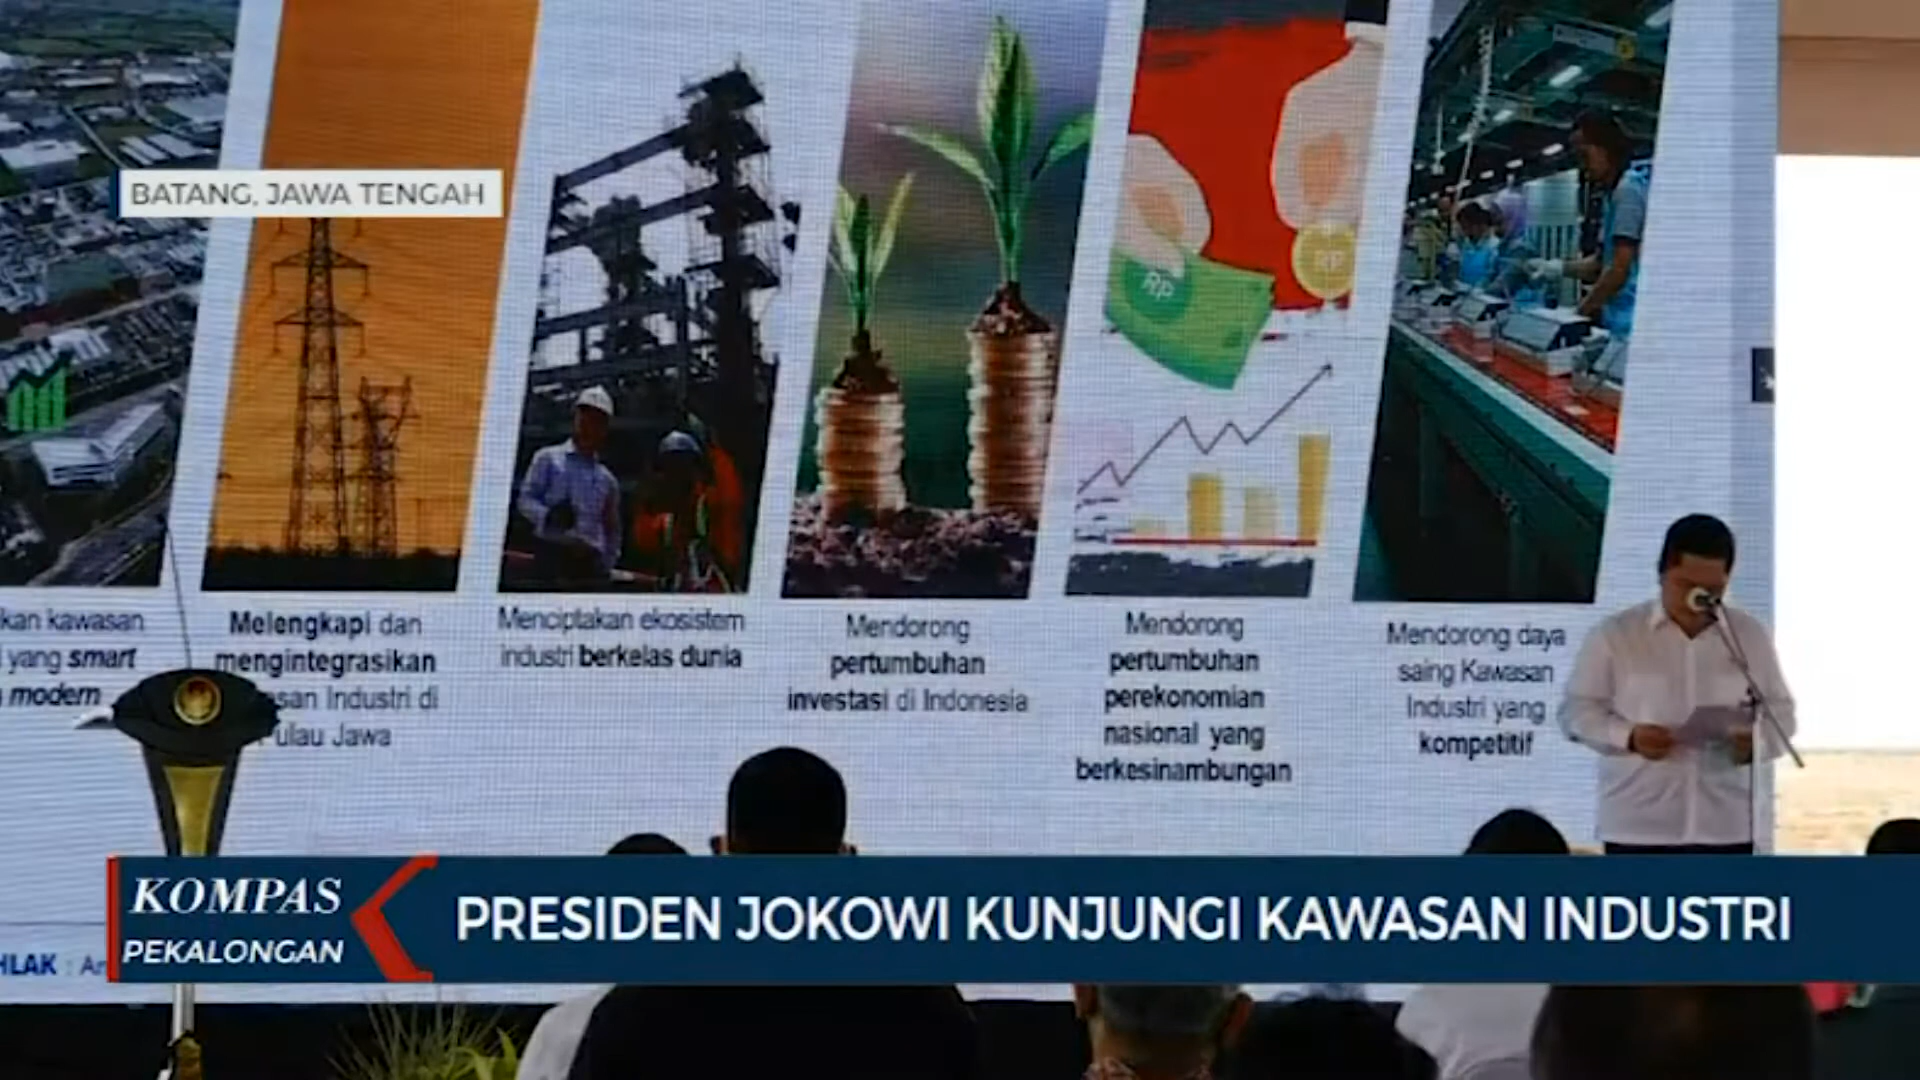 BATANG, JAWA TENGAH
RP
RP
kan kawasan
yang smart
modern
Melengkapi dan
mengintegrasikan
san Industri di
ulau Jawa
Menciptakan ekosistem
industri berkelas dunia
Mendorong
pertumbuhan
investasi di Indonesia
Mendorong
pertumbuhan
perekonomian
nasional yang
berkesinambungan
Mendorong daya
saing Kawasan
Industri yang
kompetitif
KOMPAS
PEKALONGAN
PRESIDEN JOKOWI KUNJUNGI KAWASAN INDUSTRI
HLAK : Am